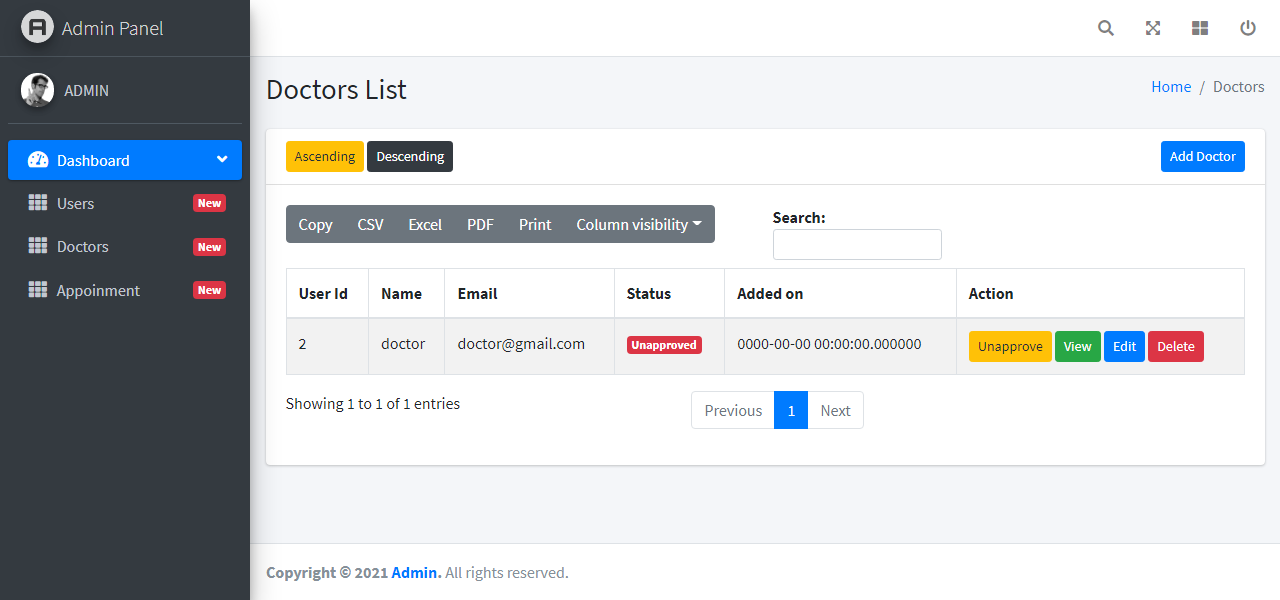 Admin Panel
ADMIN
Dashboard
Users New
Doctors New
Appoinment New
Doctors List
Home / Doctors
Ascending Descending Add Doctor
Copy CSV Excel PDF Print Column visibility
Search:
User Id Name Email Status Added on Action
2 doctor doctor@gmail.com Unapproved 0000-00-00 00:00:00.000000 Unapprove View Edit Delete
Showing 1 to 1 of 1 entries
Previous 1 Next
Copyright © 2021 Admin. All rights reserved.